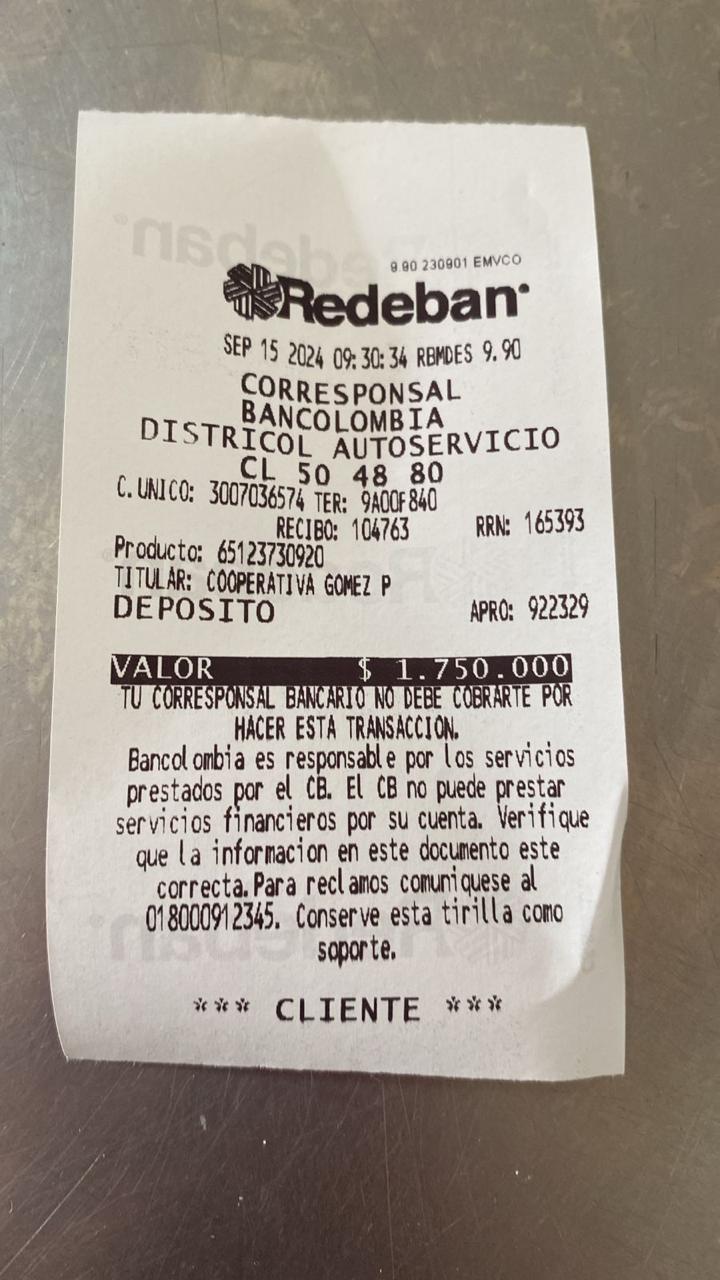 9.90 230901 EMVCO
Redeban
SEP 15 2024 09:30:34 RBMDES 9.90
CORRESPONSAL
BANCOLOMBIA
DISTRICOL AUTOSERVICIO
CL 50 48 80
C.UNICO: 3007036574 TER: 9A00F840
RECIBO: 104763 RRN: 165393
Producto: 65123730920
TITULAR: COOPERATIVA GOMEZ P
DEPOSITO APRO: 922329
VALOR $ 1.750.000
TU CORRESPONSAL BANCARIO NO DEBE COBRARTE POR
HACER ESTA TRANSACCION.
Bancolombia es responsable por los servicios
prestados por el CB. El CB no puede prestar
servicios financieros por su cuenta. Verifique
que la informacion en este documento este
correcta. Para reclamos comuniquese al
018000912345. Conserve esta tirilla como
soporte.
*** CLIENTE ***